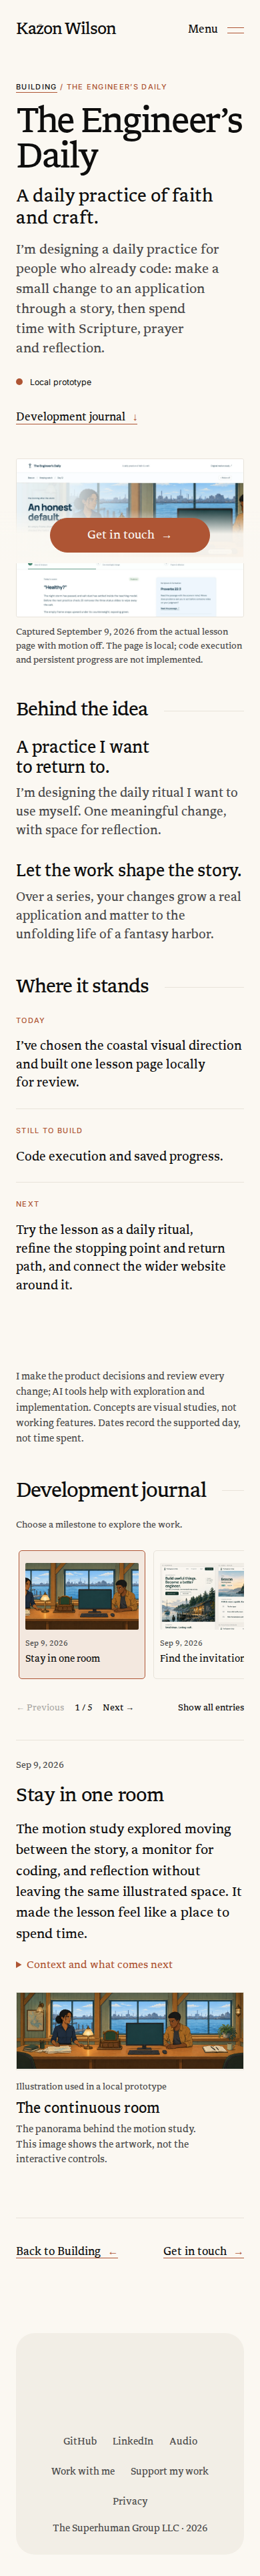 Kazon Wilson
Menu
BUILDING / THE ENGINEER'S DAILY
The Engineer's
Daily
A daily practice of faith
and craft.
I'm designing a daily practice for
people who already code: make a
small change to an application
through a story, then spend
time with Scripture, prayer
and reflection.
Local prototype
Development journal ↓
The Engineer's Daily
An honest
default
Get in touch →
"Healthy?"
Captured September 9, 2026 from the actual lesson
page with motion off. The page is local; code execution
and persistent progress are not implemented.
Behind the idea
A practice I want
to return to.
I'm designing the daily ritual I want to
use myself. One meaningful change,
with space for reflection.
Let the work shape the story.
Over a series, your changes grow a real
application and matter to the
unfolding life of a fantasy harbor.
Where it stands
TODAY
I've chosen the coastal visual direction
and built one lesson page locally
for review.
STILL TO BUILD
Code execution and saved progress.
NEXT
Try the lesson as a daily ritual,
refine the stopping point and return
path, and connect the wider website
around it.
I make the product decisions and review every
change; AI tools help with exploration and
implementation. Concepts are visual studies, not
working features. Dates record the supported day,
not time spent.
Development journal
Choose a milestone to explore the work.
Sep 9, 2026
Stay in one room
Sep 9, 2026
Find the invitation
← Previous 1 / 5 Next → Show all entries
Sep 9, 2026
Stay in one room
The motion study explored moving
between the story, a monitor for
coding, and reflection without
leaving the same illustrated space. It
made the lesson feel like a place to
spend time.
▶ Context and what comes next
Illustration used in a local prototype
The continuous room
The panorama behind the motion study.
This image shows the artwork, not the
interactive controls.
Back to Building ← Get in touch →
GitHub LinkedIn Audio
Work with me Support my work
Privacy
The Superhuman Group LLC · 2026